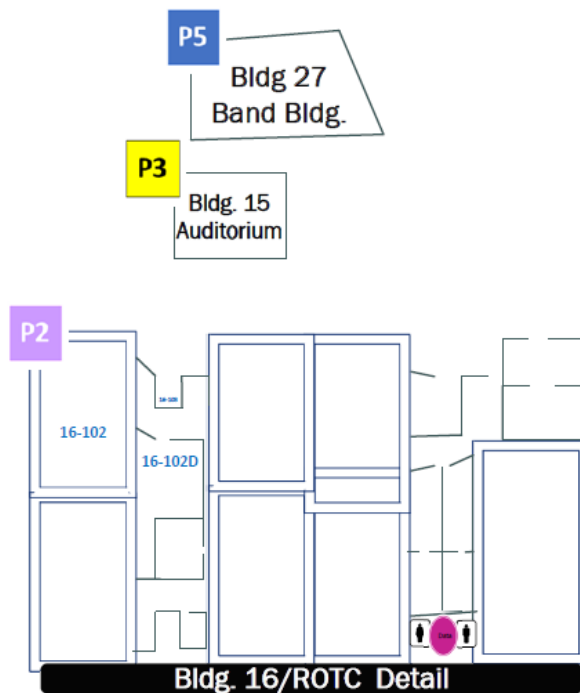 P5
Bldg 27
Band Bldg.
P3
Bldg. 15
Auditorium
P2
16-102
16-102D
Bldg. 16/ROTC Detail